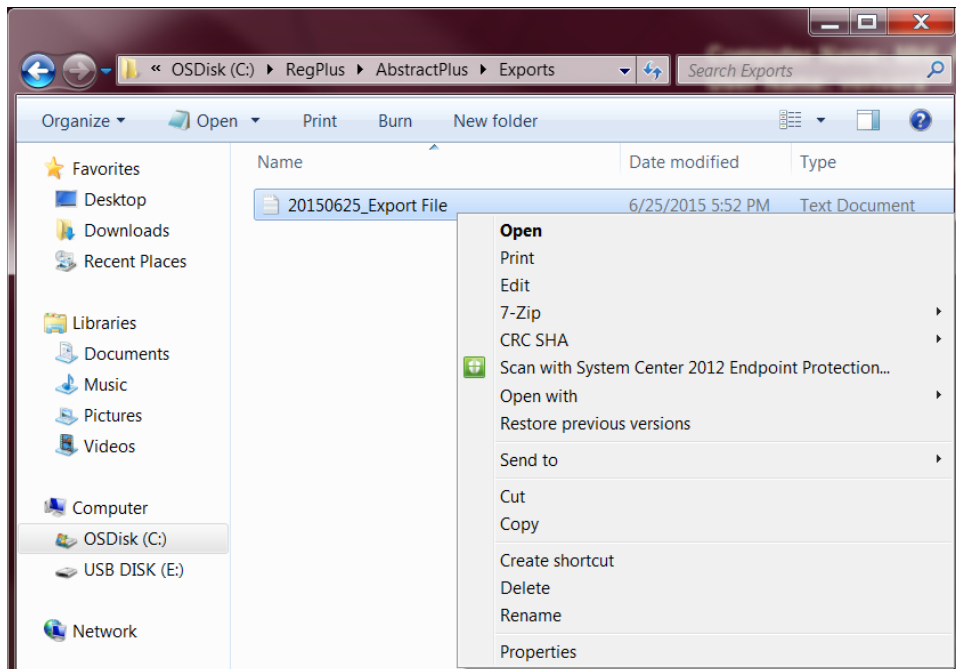 « OSDisk (C:) ▸ RegPlus ▸ AbstractPlus ▸ Exports
Search Exports
Organize
Open
Print
Burn
New folder
Favorites
Desktop
Downloads
Recent Places
Libraries
Documents
Music
Pictures
Videos
Computer
OSDisk (C:)
USB DISK (E:)
Network
Name Date modified Type
20150625_Export File 6/25/2015 5:52 PM Text Document
Open
Print
Edit
7-Zip
CRC SHA
Scan with System Center 2012 Endpoint Protection...
Open with
Restore previous versions
Send to
Cut
Copy
Create shortcut
Delete
Rename
Properties